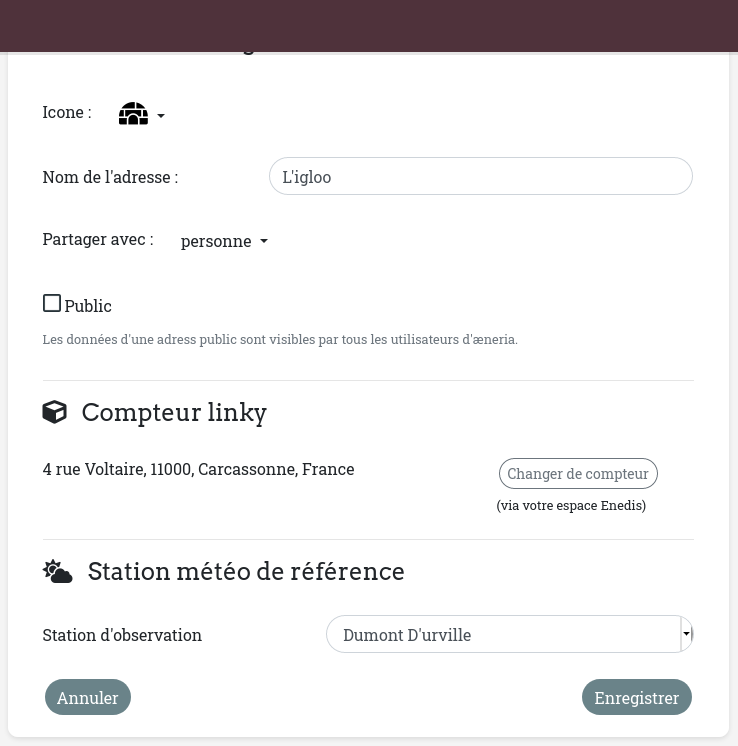 Icone :
Nom de l'adresse :
L'igloo
Partager avec :
personne
Public
Les données d'une adress public sont visibles par tous les utilisateurs d'æneria.
Compteur linky
4 rue Voltaire, 11000, Carcassonne, France
Changer de compteur
(via votre espace Enedis)
Station météo de référence
Station d'observation
Dumont D'urville
Annuler
Enregistrer